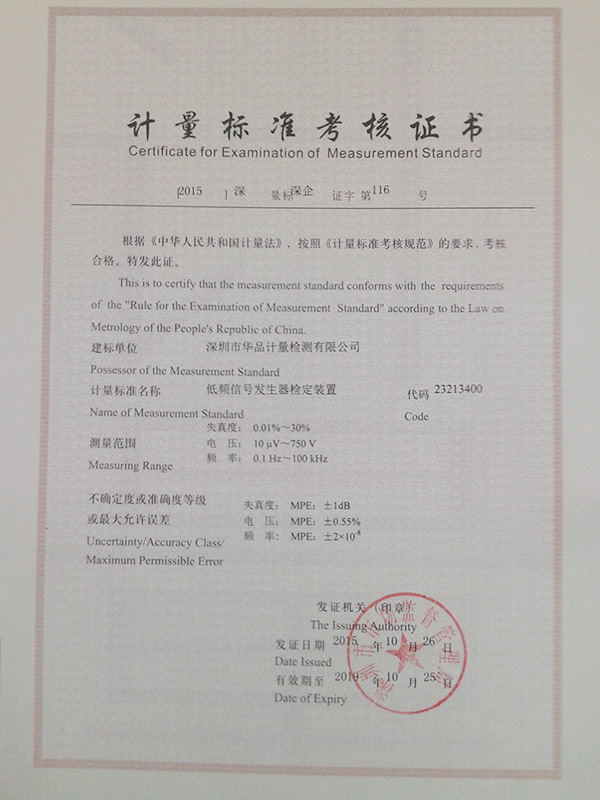 计量标准考核证书
Certificate for Examination of Measurement Standard
[2015 ] 深 量标 深企 证字 第 116 号
根据《中华人民共和国计量法》，按照《计量标准考核规范》的要求，考核
合格。特发此证。
This is to certify that the measurement standard conforms with the requirements
of the "Rule for the Examination of Measurement Standard" according to the Law on
Metrology of the People's Republic of China.
建标单位 深圳市华品计量检测有限公司
Possessor of the Measurement Standard
计量标准名称 低频信号发生器检定装置 代码 23213400
Name of Measurement Standard Code
失真度： 0.01%～30%
测量范围 电 压： 10 μV～750 V
Measuring Range 频 率： 0.1 Hz～100 kHz
不确定度或准确度等级 失真度： MPE：±1dB
或最大允许误差 电 压： MPE：±0.55%
Uncertainty/Accuracy Class/ 频 率： MPE：±2×10⁻⁸
Maximum Permissible Error
发证机关（印章）
The Issuing Authority
发证日期 2015 年 10 月 26 日
Date Issued
有效期至 2019 年 10 月 25 日
Date of Expiry
深圳市市场监督管理局